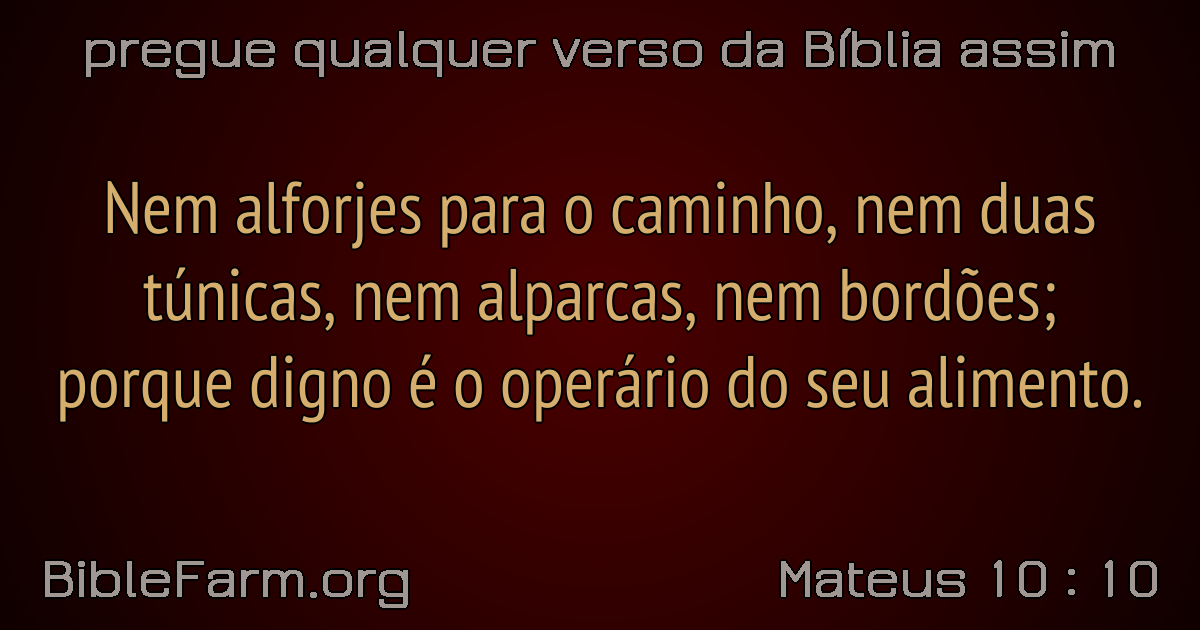 pregue qualquer verso da Bíblia assim
Nem alforjes para o caminho, nem duas
túnicas, nem alparcas, nem bordões;
porque digno é o operário do seu alimento.
BibleFarm.org
Mateus 10 : 10